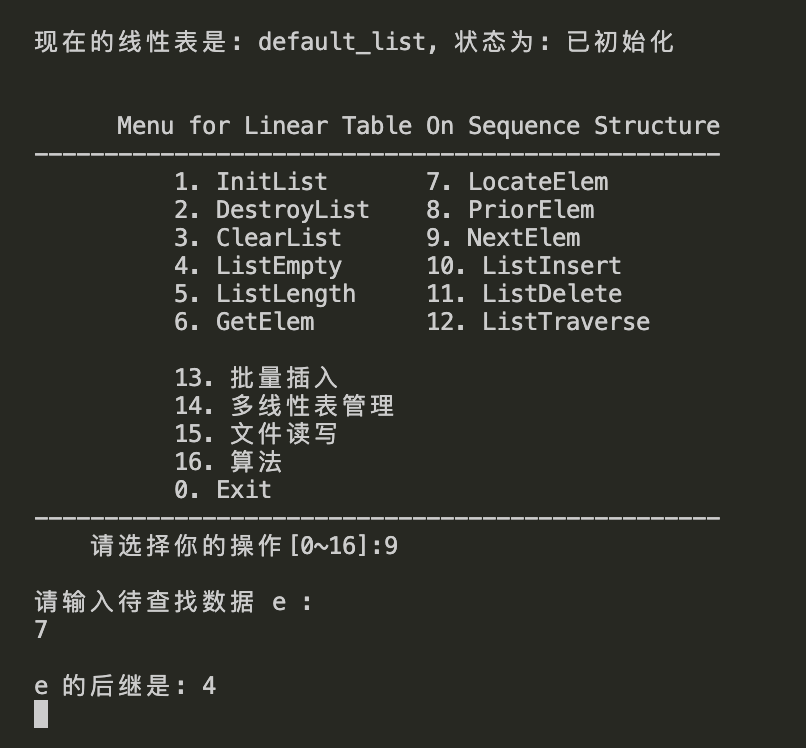 现在的线性表是: default_list, 状态为: 已初始化
Menu for Linear Table On Sequence Structure
-------------------------------------------------
1. InitList 7. LocateElem
2. DestroyList 8. PriorElem
3. ClearList 9. NextElem
4. ListEmpty 10. ListInsert
5. ListLength 11. ListDelete
6. GetElem 12. ListTraverse
13. 批量插入
14. 多线性表管理
15. 文件读写
16. 算法
0. Exit
-------------------------------------------------
请选择你的操作[0~16]:9
请输入待查找数据 e :
7
e 的后继是: 4